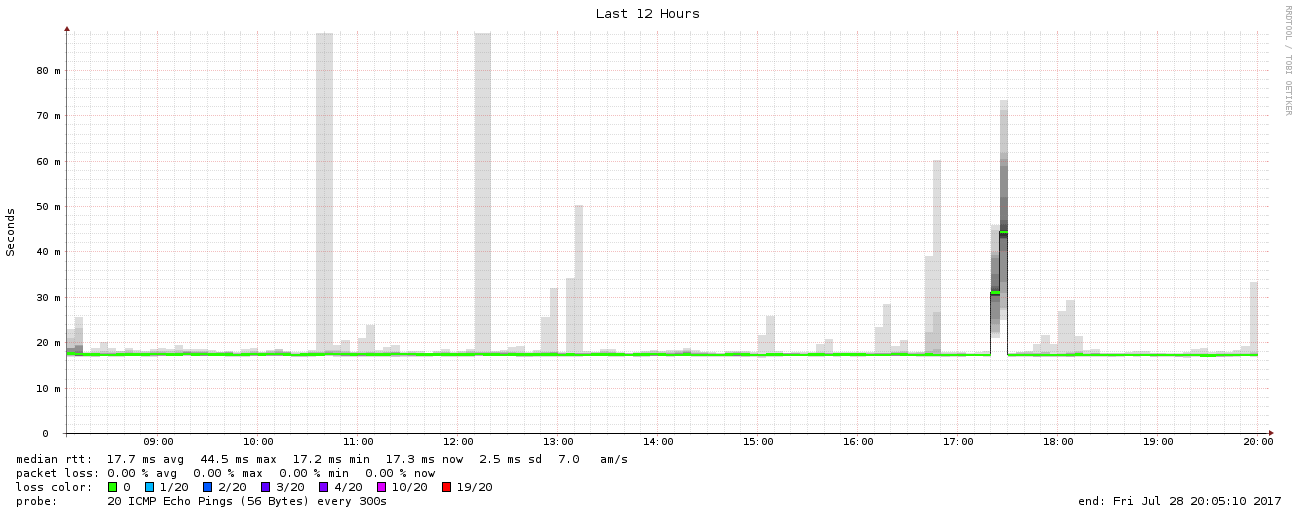 Last 12 Hours
RRDTOOL / TOBI OETIKER
Seconds
80 m
70 m
60 m
50 m
40 m
30 m
20 m
10 m
0
09:00 10:00 11:00 12:00 13:00 14:00 15:00 16:00 17:00 18:00 19:00 20:00
median rtt: 17.7 ms avg 44.5 ms max 17.2 ms min 17.3 ms now 2.5 ms sd 7.0 am/s
packet loss: 0.00 % avg 0.00 % max 0.00 % min 0.00 % now
loss color: 0 1/20 2/20 3/20 4/20 10/20 19/20
probe: 20 ICMP Echo Pings (56 Bytes) every 300s end: Fri Jul 28 20:05:10 2017